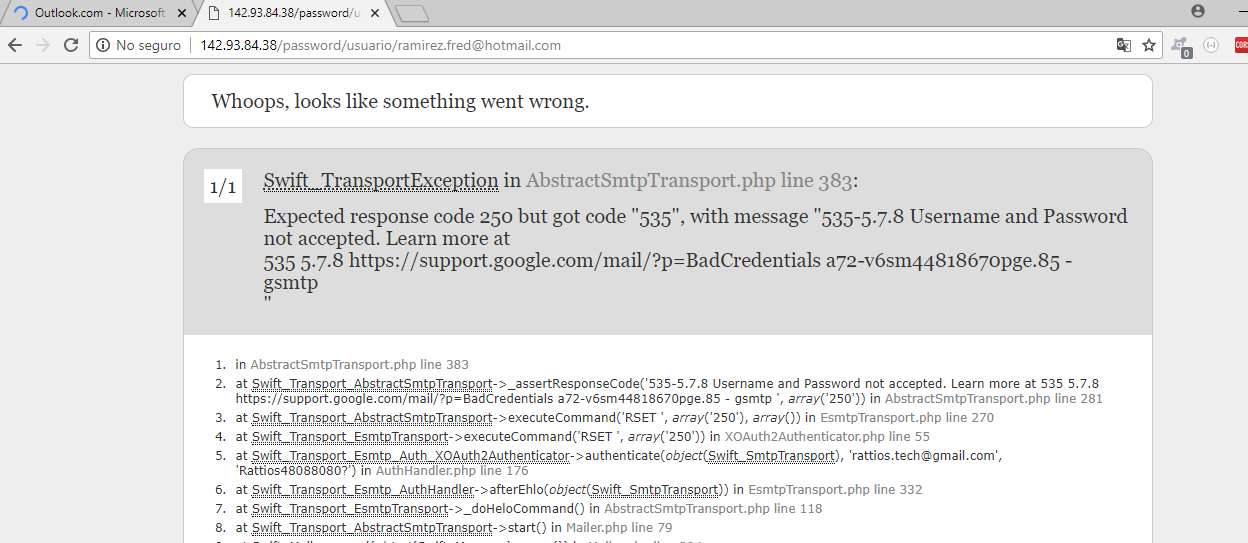 Outlook.com - Microsoft
142.93.84.38/password/u
No seguro 142.93.84.38/password/usuario/ramirez.fred@hotmail.com
0
COR
Whoops, looks like something went wrong.
1/1
Swift_TransportException in AbstractSmtpTransport.php line 383:
Expected response code 250 but got code "535", with message "535-5.7.8 Username and Password
not accepted. Learn more at
535 5.7.8 https://support.google.com/mail/?p=BadCredentials a72-v6sm44818670pge.85 -
gsmtp
"
1. in AbstractSmtpTransport.php line 383
2. at Swift_Transport_AbstractSmtpTransport->_assertResponseCode('535-5.7.8 Username and Password not accepted. Learn more at 535 5.7.8
https://support.google.com/mail/?p=BadCredentials a72-v6sm44818670pge.85 - gsmtp ', array('250')) in AbstractSmtpTransport.php line 281
3. at Swift_Transport_AbstractSmtpTransport->executeCommand('RSET ', array('250'), array()) in EsmtpTransport.php line 270
4. at Swift_Transport_EsmtpTransport->executeCommand('RSET ', array('250')) in XOAuth2Authenticator.php line 55
5. at Swift_Transport_Esmtp_Auth_XOAuth2Authenticator->authenticate(object(Swift_SmtpTransport), 'rattios.tech@gmail.com',
'Rattios48088080?') in AuthHandler.php line 176
6. at Swift_Transport_Esmtp_AuthHandler->afterEhlo(object(Swift_SmtpTransport)) in EsmtpTransport.php line 332
7. at Swift_Transport_EsmtpTransport->_doHeloCommand() in AbstractSmtpTransport.php line 118
8. at Swift_Transport_AbstractSmtpTransport->start() in Mailer.php line 79